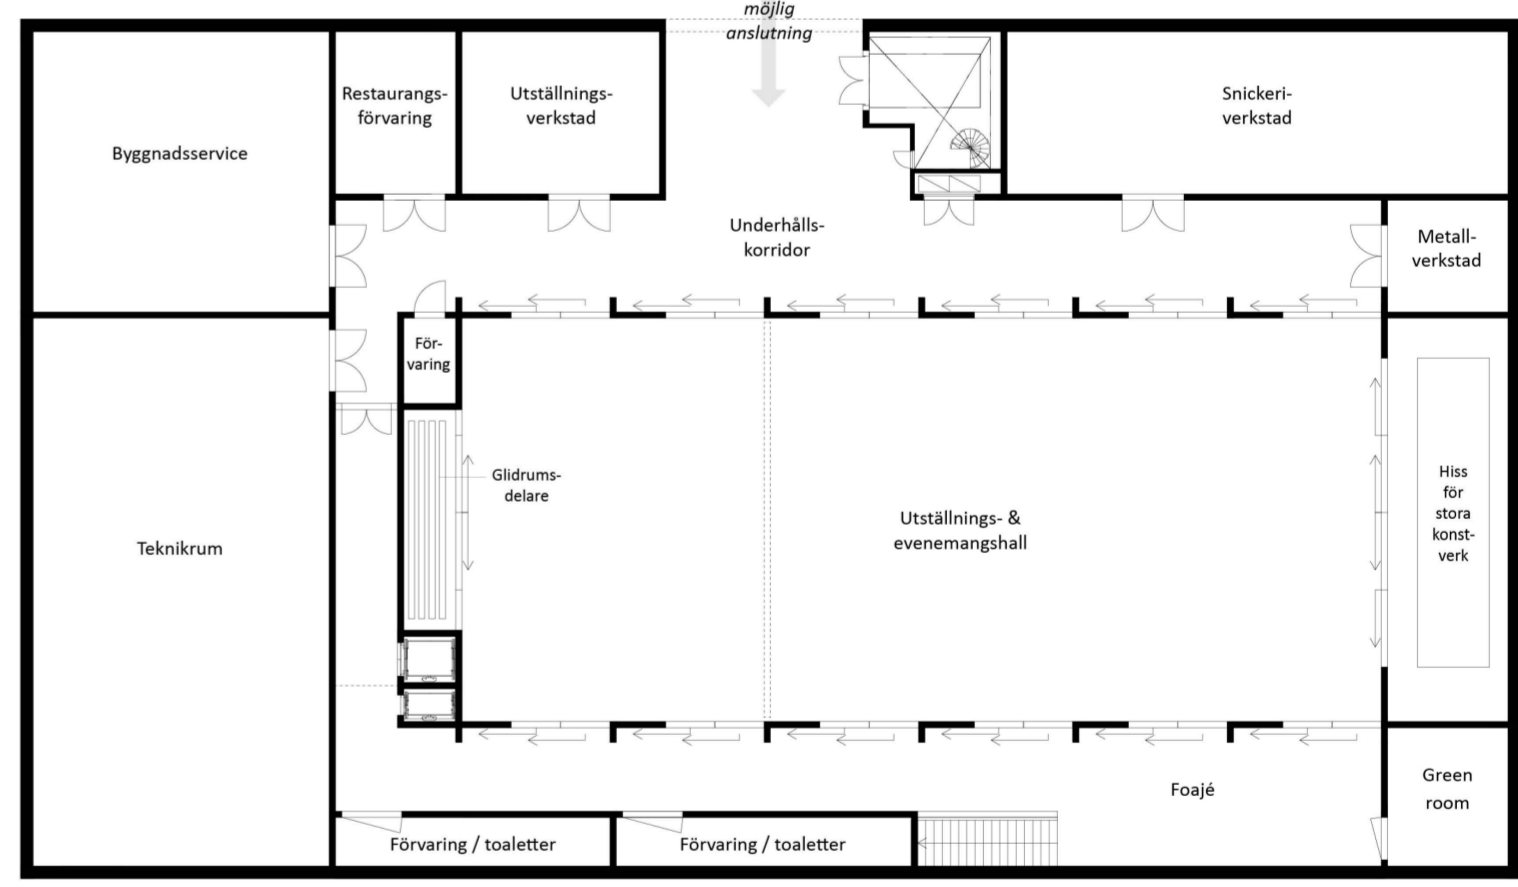 möjlig
anslutning
Restaurangs-
förvaring
Utställnings-
verkstad
Snickeri-
verkstad
Byggnadsservice
Underhålls-
korridor
Metall-
verkstad
För-
varing
Glidrums-
delare
Hiss
för
stora
konst-
verk
Utställnings- &
evenemangshall
Teknikrum
Foajé
Green
room
Förvaring / toaletter
Förvaring / toaletter